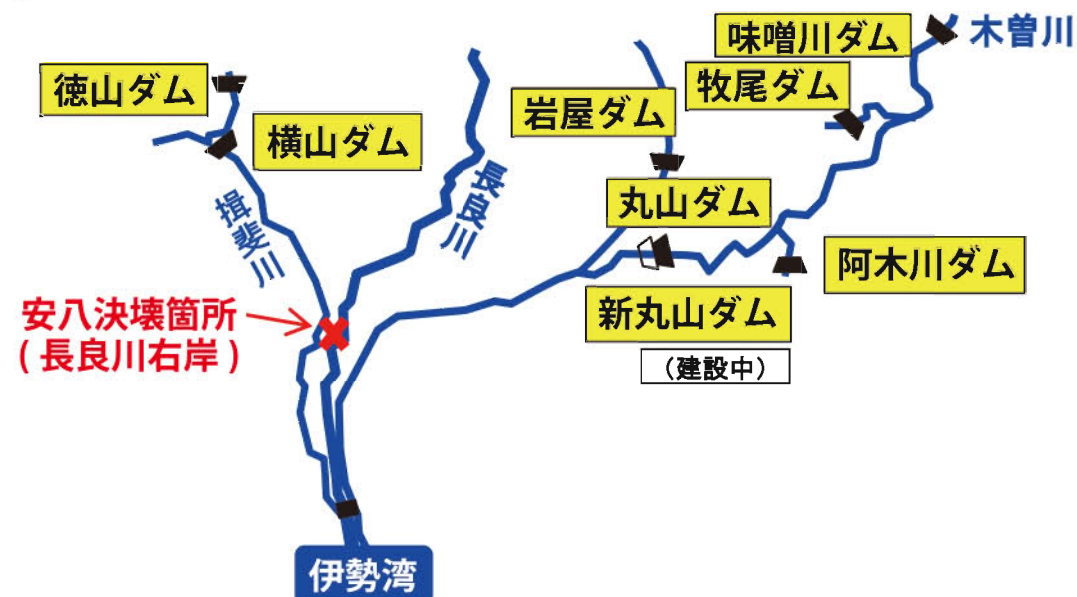 味噌川ダム
木曽川
徳山ダム
牧尾ダム
岩屋ダム
横山ダム
長良川
丸山ダム
揖斐川
阿木川ダム
安八決壊箇所
(長良川右岸)
新丸山ダム
(建設中)
伊勢湾